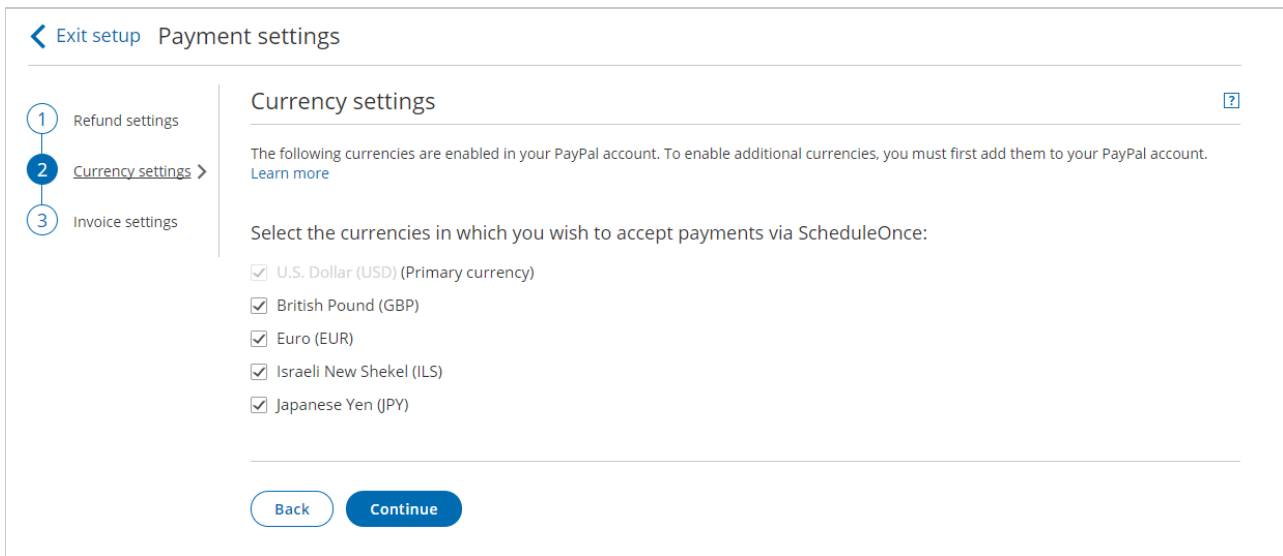 Exit setup Payment settings
1 Refund settings
2 Currency settings
3 Invoice settings
Currency settings ?
The following currencies are enabled in your PayPal account. To enable additional currencies, you must first add them to your PayPal account.
Learn more
Select the currencies in which you wish to accept payments via ScheduleOnce:
U.S. Dollar (USD) (Primary currency)
British Pound (GBP)
Euro (EUR)
Israeli New Shekel (ILS)
Japanese Yen (JPY)
Back Continue